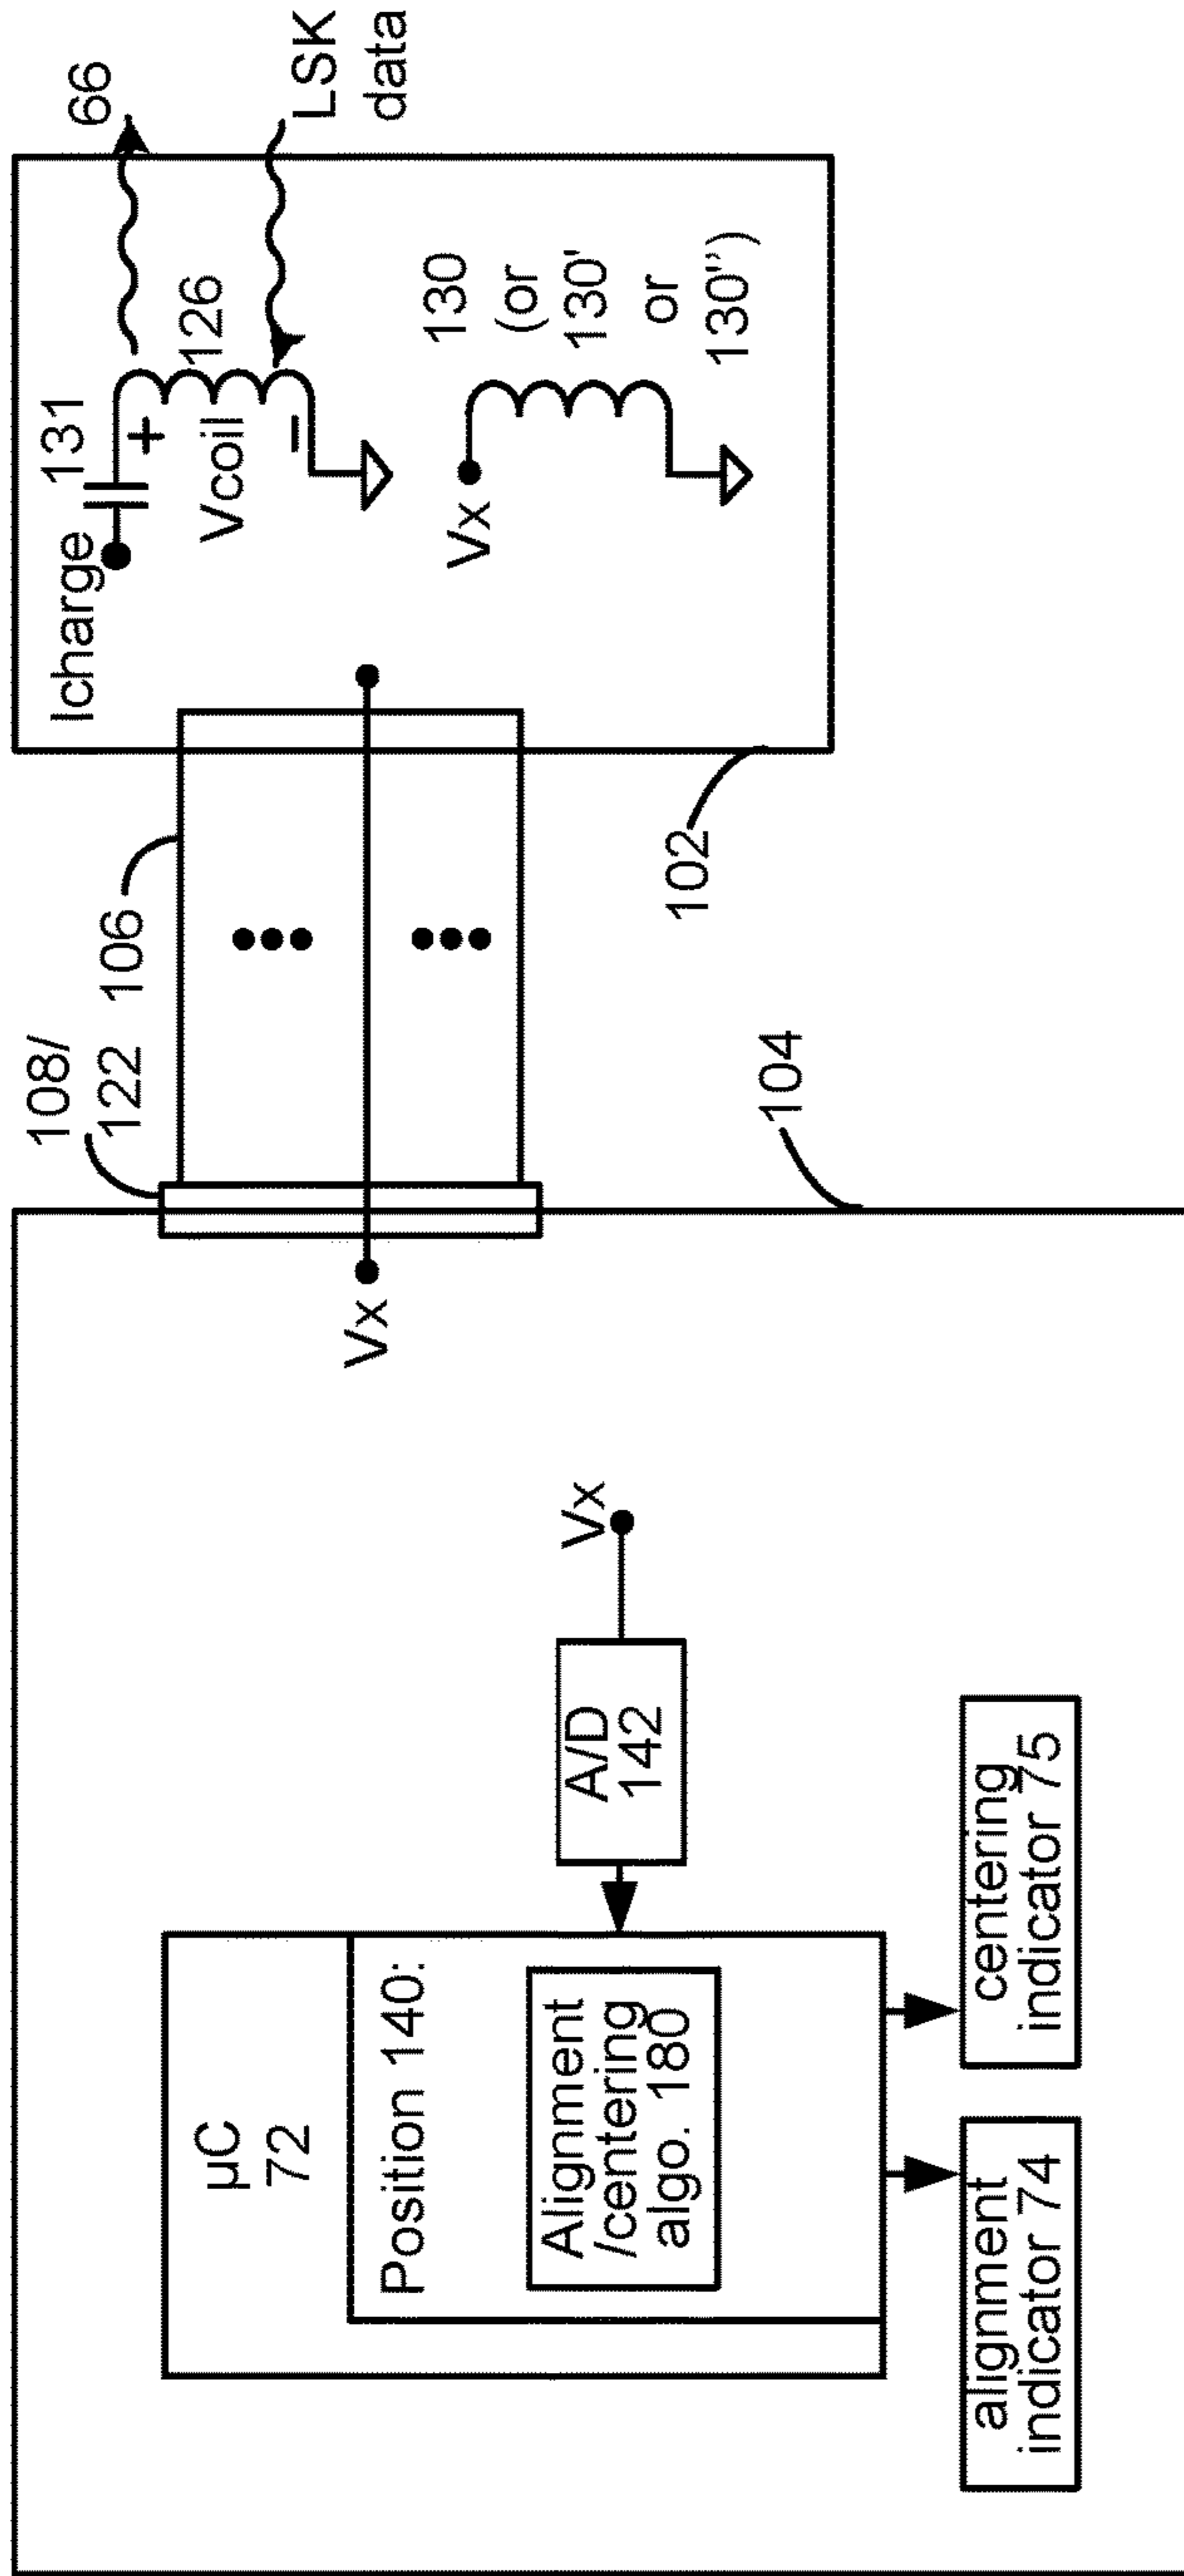 µC
72
Position 140:
Alignment
/centering
algo. 180
alignment
indicator 74
centering
indicator 75
A/D
142
Vx
Vx
104
108/
122
106
102
Icharge
131
+
Vcoil
–
126
66
LSK
data
Vx
130
(or
130'
or
130")